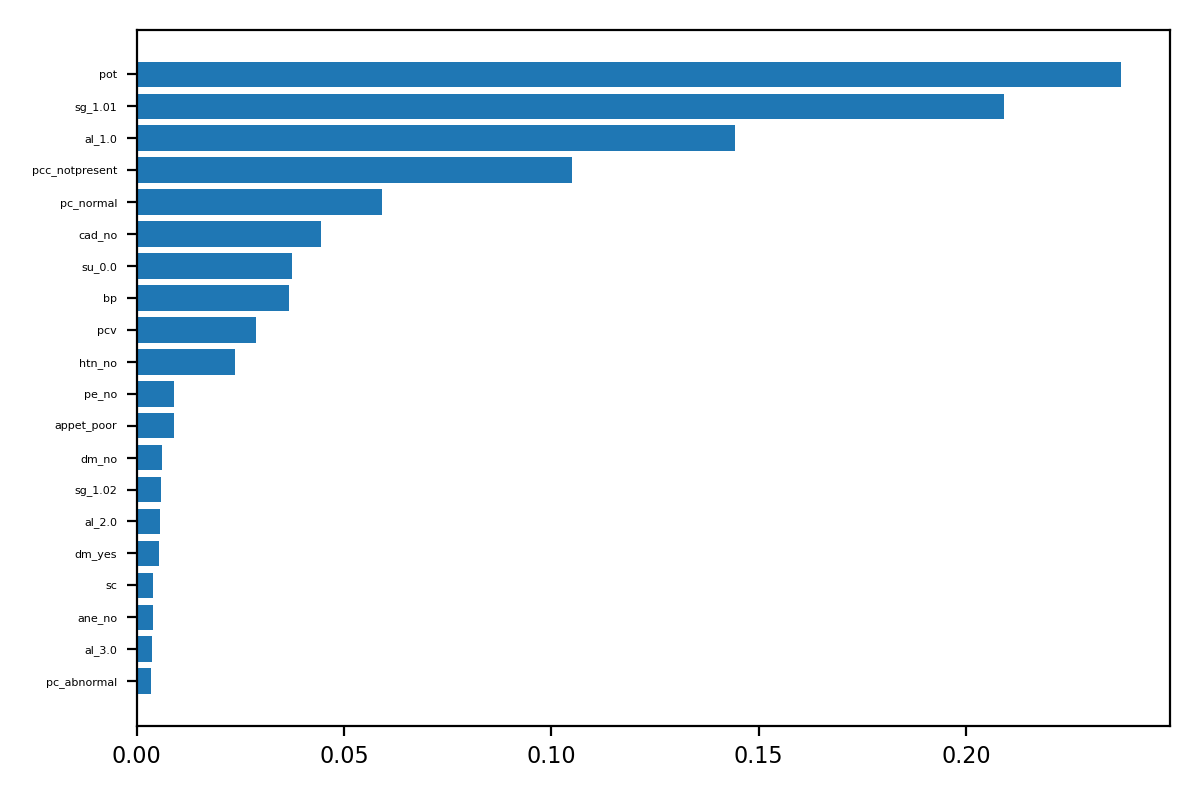 pot
sg_1.01
al_1.0
pcc_notpresent
pc_normal
cad_no
su_0.0
bp
pcv
htn_no
pe_no
appet_poor
dm_no
sg_1.02
al_2.0
dm_yes
sc
ane_no
al_3.0
pc_abnormal
0.00 0.05 0.10 0.15 0.20